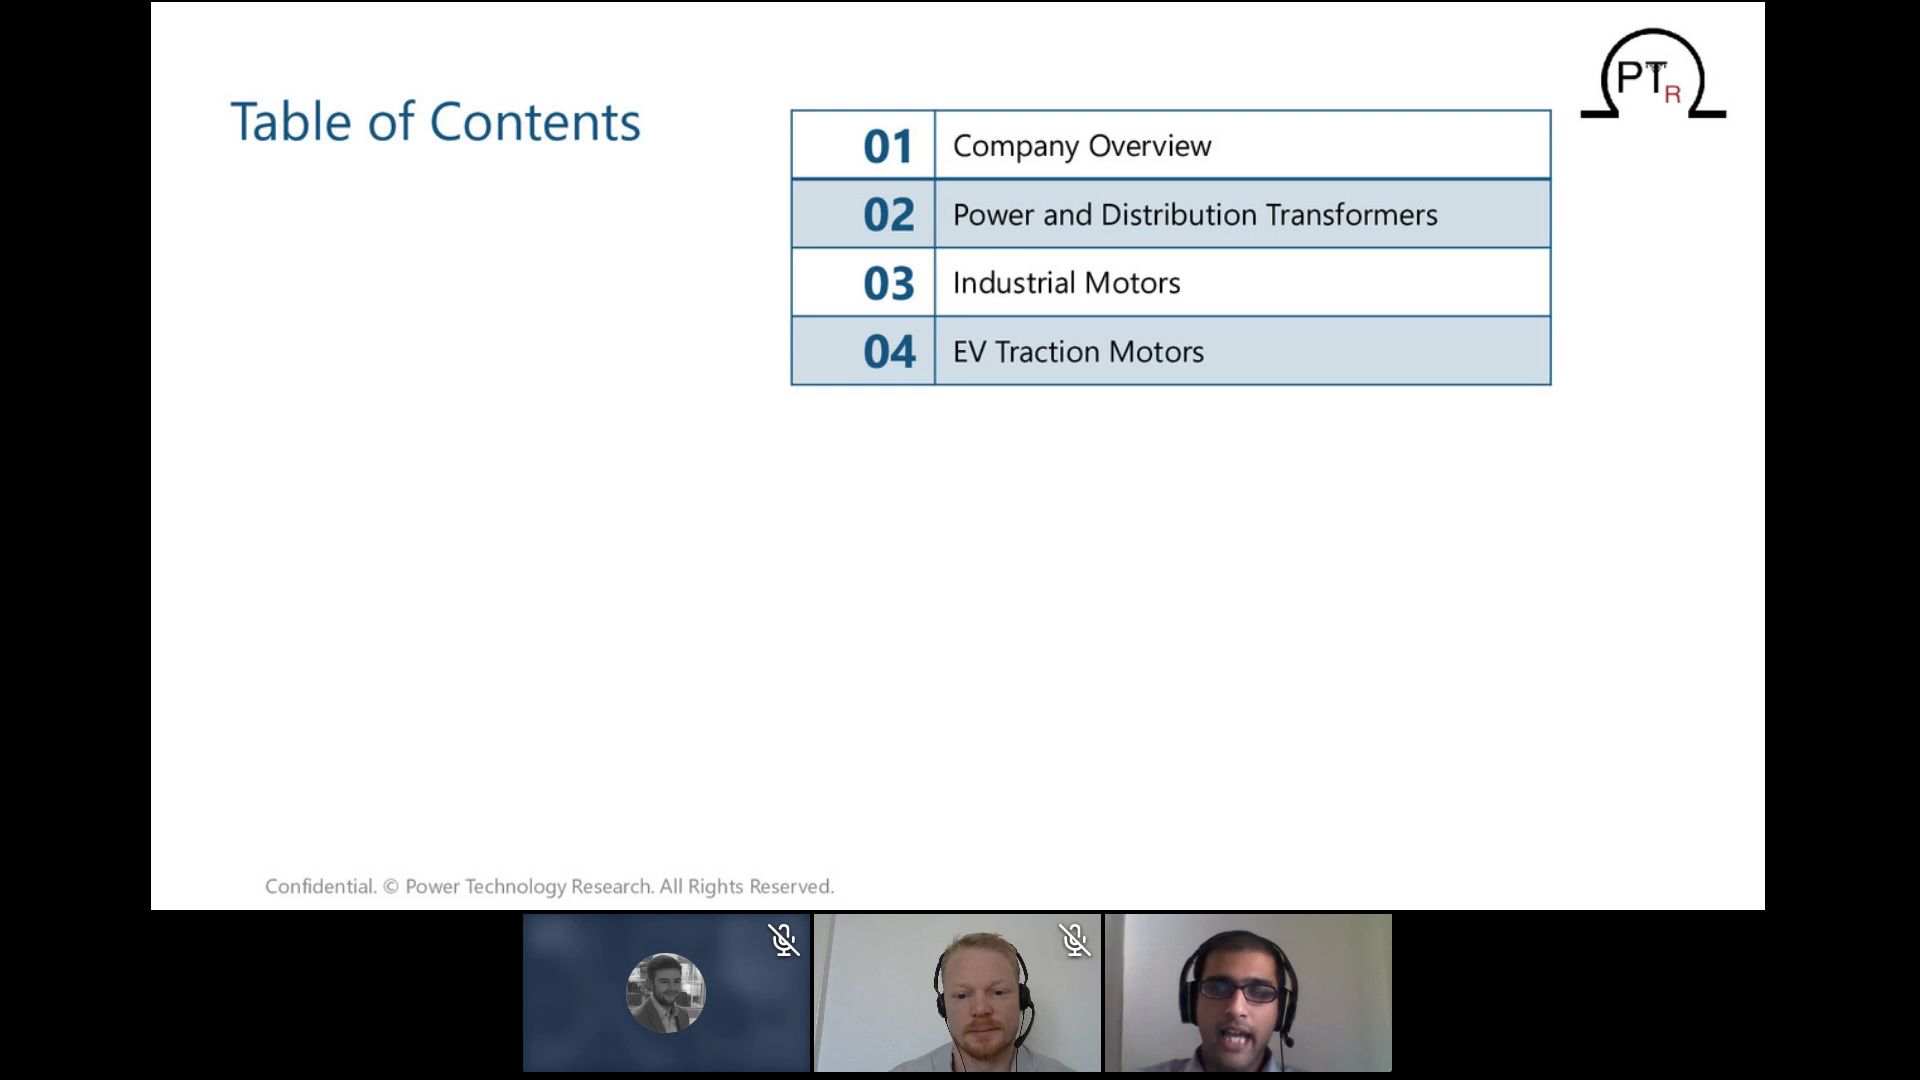 PTR
Table of Contents
01 Company Overview
02 Power and Distribution Transformers
03 Industrial Motors
04 EV Traction Motors
Confidential. © Power Technology Research. All Rights Reserved.